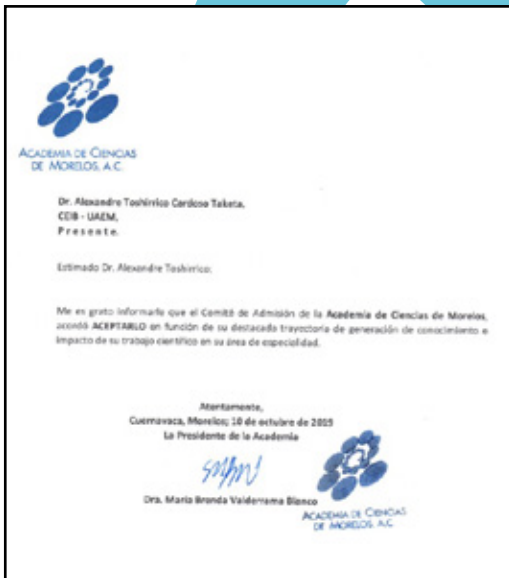 ACADEMIA DE CIENCIAS
DE MORELOS, A.C.
Dr. Alexandre Toshirrico Cardoso Taketa,
CEIB - UAEM,
Presente.
Estimado Dr. Alexandre Toshirrico:
Me es grato informarle que el Comité de Admisión de la Academia de Ciencias de Morelos,
acordó ACEPTARLO en función de su destacada trayectoria de generación de conocimiento e
impacto de su trabajo científico en su área de especialidad.
Atentamente,
Cuernavaca, Morelos; 10 de octubre de 2015
La Presidente de la Academia
Dra. María Brenda Valderrama Blanco
ACADEMIA DE CIENCIAS
DE MORELOS, A.C.